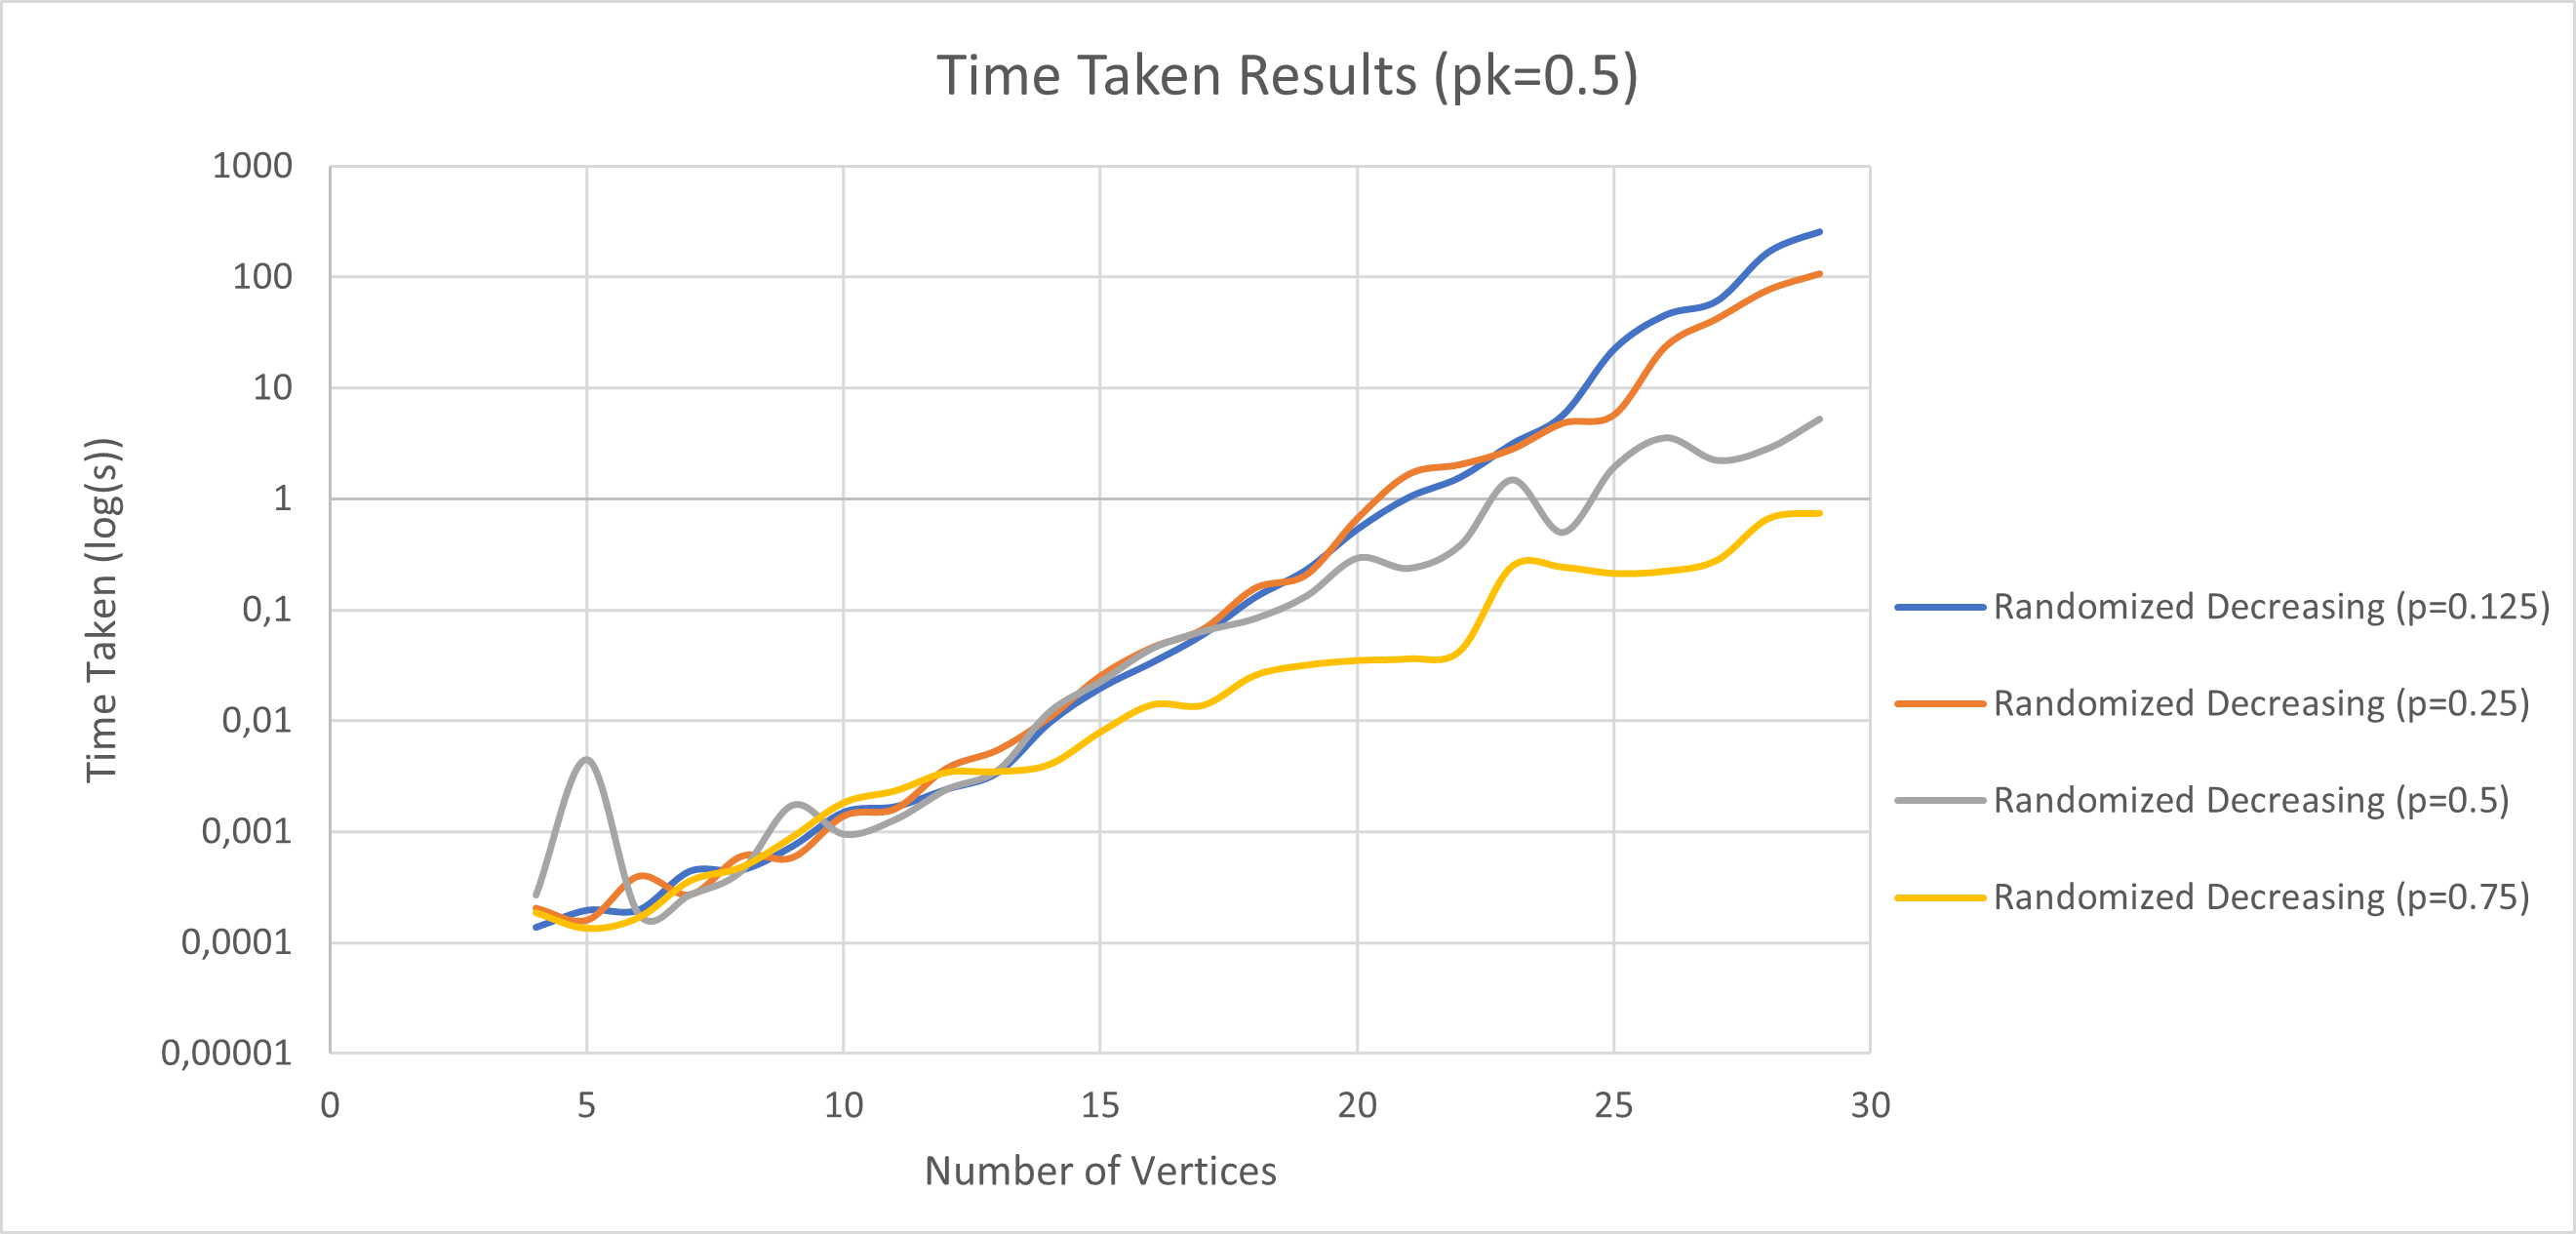 Time Taken Results (pk=0.5)
Time Taken (log(s))
1000
100
10
1
0,1
0,01
0,001
0,0001
0,00001
0
5
10
15
20
25
30
Number of Vertices
Randomized Decreasing (p=0.125)
Randomized Decreasing (p=0.25)
Randomized Decreasing (p=0.5)
Randomized Decreasing (p=0.75)